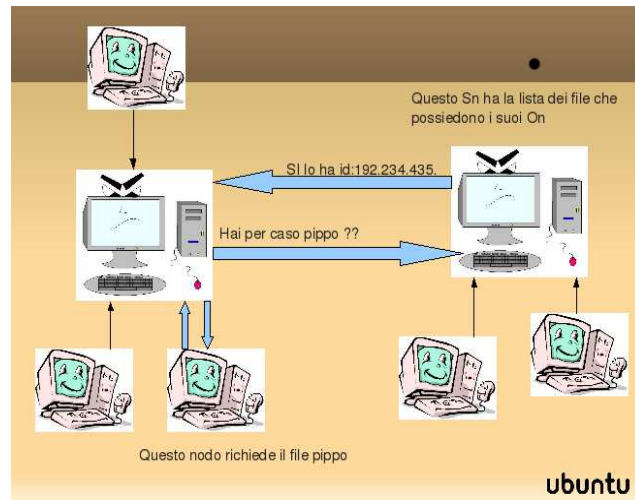 Questo Sn ha la lista dei file che
possiedono i suoi On
SI lo ha id:192.234.435.
Hai per caso pippo ??
Questo nodo richiede il file pippo
ubuntu